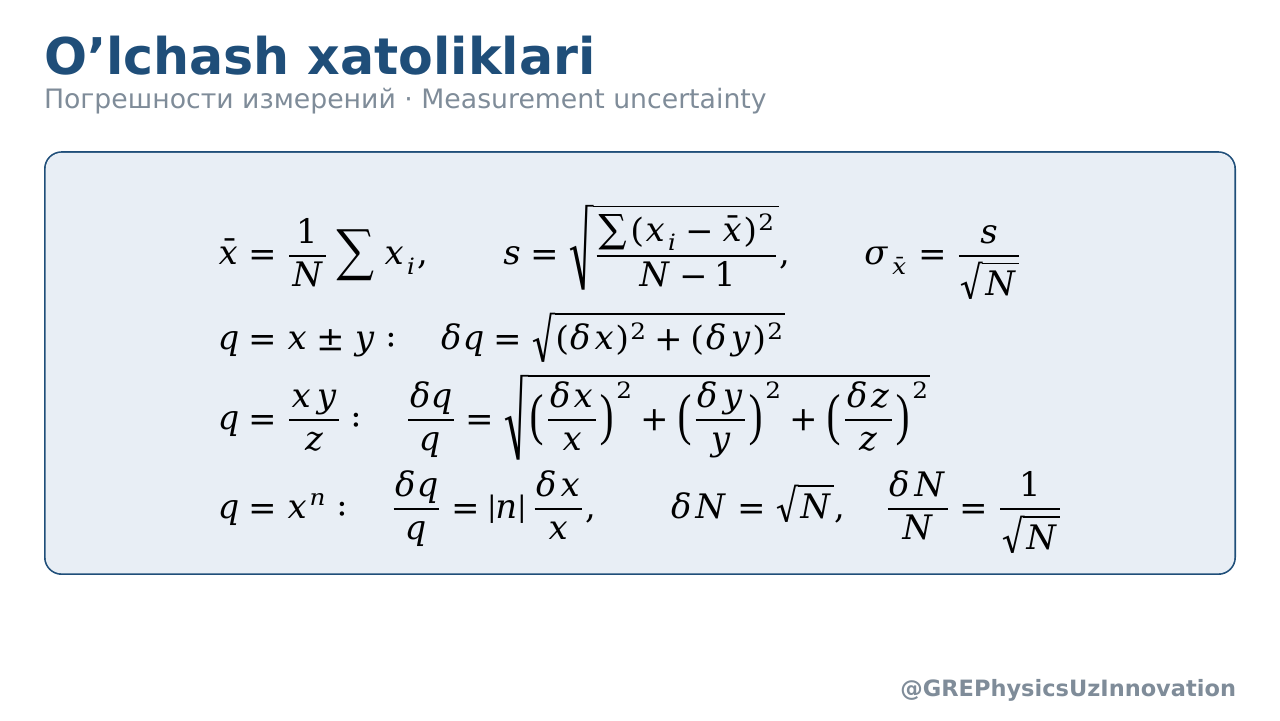 O’lchash xatoliklari
Погрешности измерений · Measurement uncertainty
x̄ = 1/N ∑ xᵢ, s = √(∑(xᵢ − x̄)²/(N − 1)), σ_x̄ = s/√N
q = x ± y : δq = √((δx)² + (δy)²)
q = xy/z : δq/q = √((δx/x)² + (δy/y)² + (δz/z)²)
q = xⁿ : δq/q = |n| δx/x, δN = √N, δN/N = 1/√N
@GREPhysicsUzInnovation